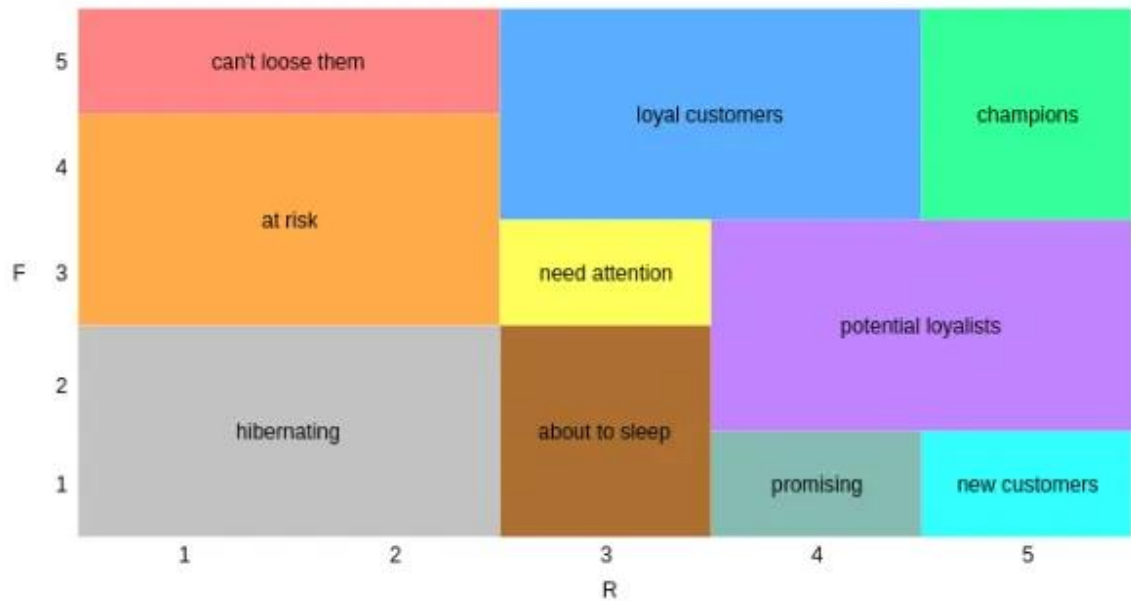 5
can't loose them
loyal customers
champions
4
at risk
F
3
need attention
potential loyalists
2
hibernating
about to sleep
1
promising
new customers
1
2
3
4
5
R